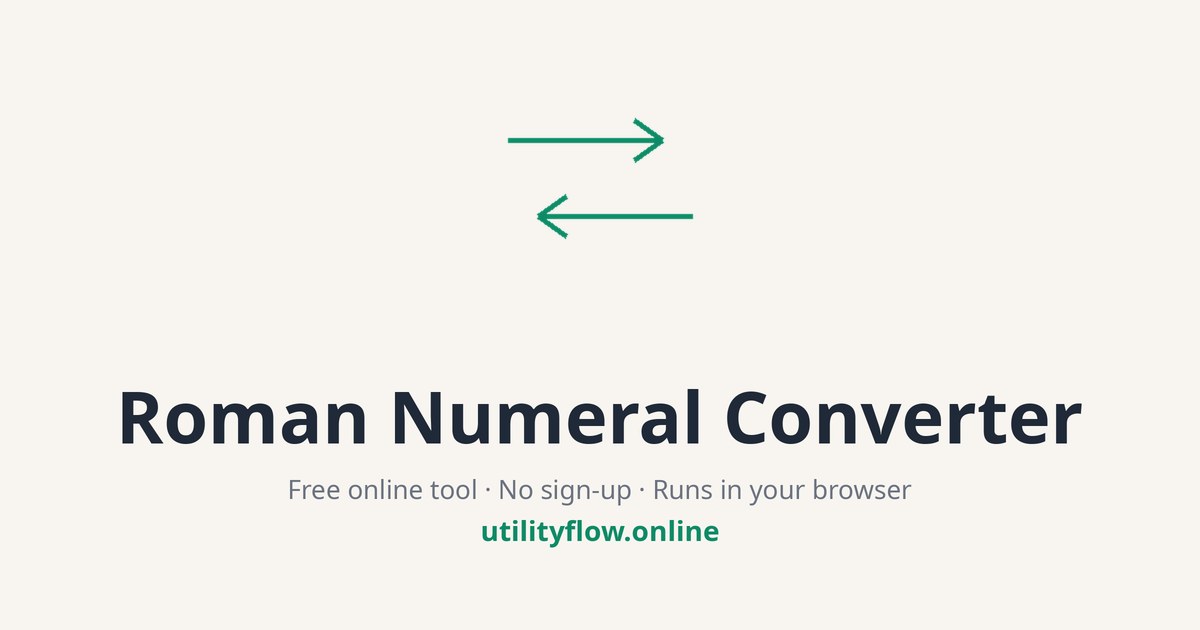 Roman Numeral Converter
Free online tool · No sign-up · Runs in your browser
utilityflow.online